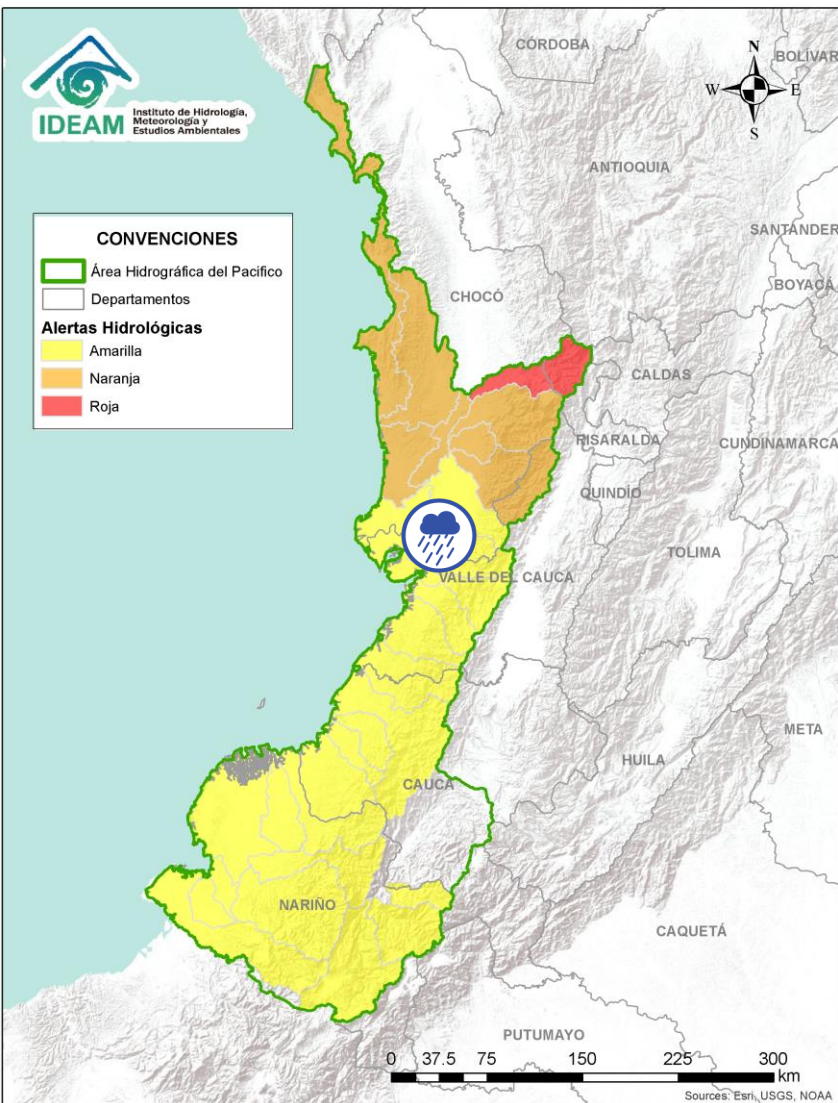 IDEAM
Instituto de Hidrología,
Meteorología y
Estudios Ambientales
CÓRDOBA
BOLÍVAR
N
W
E
S
ANTIOQUIA
SANTANDER
BOYACÁ
CONVENCIONES
Área Hidrográfica del Pacifico
Departamentos
Alertas Hidrológicas
Amarilla
Naranja
Roja
CHOCÓ
CALDAS
RISARALDA
CUNDINAMARCA
QUINDÍO
TOLIMA
VALLE DEL CAUCA
META
HUILA
CAUCA
NARIÑO
CAQUETÁ
PUTUMAYO
0 37.5 75 150 225 300
km
Sources: Esri, USGS, NOAA